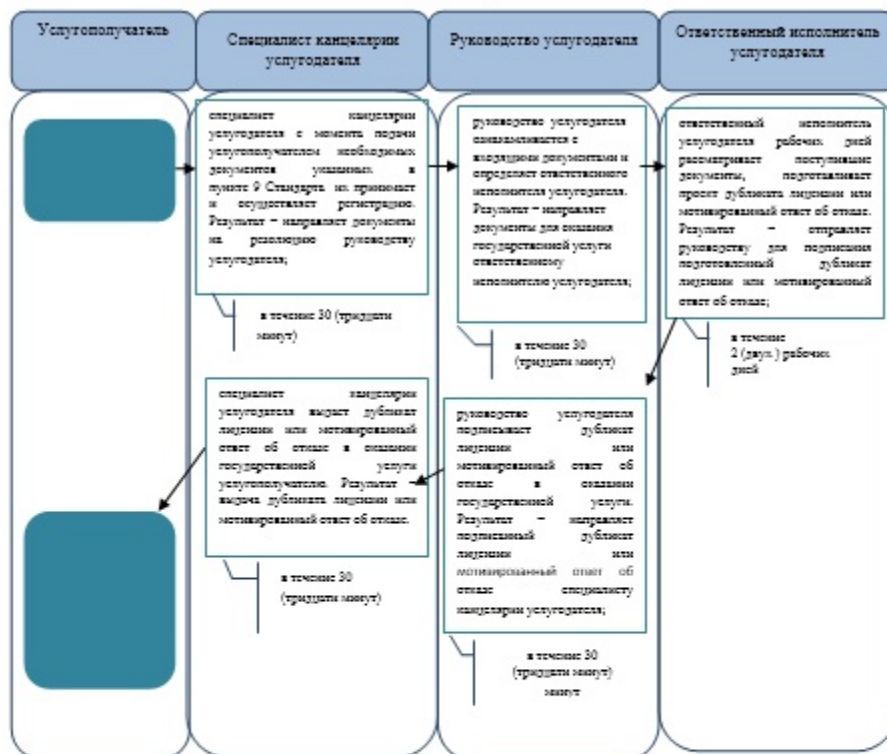 Услугополучатель
Специалист канцелярии
услугодателя
Руководство услугодателя
Ответственный исполнитель
услугодателя
специалист канцелярии
услугодателя с момента подачи
услугополучателем необходимых
документов указанных в
пункте 9 Стандарта их принимает
и осуществляет регистрацию.
Результат – направляет документы
на резолюцию руководству
услугодателя;
в течение 30 (тридцати
минут)
руководство услугодателя
ознакамливается с
входящими документами и
определяет ответственного
исполнителя услугодателя.
Результат – направляет
документы для оказания
государственной услуги
ответственному
исполнителю услугодателя;
в течение 30
(тридцати минут)
ответственный исполнитель
услугодателя рабочих дней
рассматривает поступившие
документы, подготавливает
проект дубликата лицензии или
мотивированный ответ об отказе.
Результат – отправляет
руководству для подписания
подготовленный дубликат
лицензии или мотивированный
ответ об отказе;
в течение
2 (двух ) рабочих
дней
руководство услугодателя
подписывает дубликат
лицензии или
мотивированный ответ об
отказе в оказании
государственной услуги.
Результат – направляет
подписанный дубликат
лицензии или
мотивированный ответ об
отказе специалисту
канцелярии услугодателя;
в течение 30
(тридцати минут)
минут
специалист канцелярии
услугодателя выдает дубликат
лицензии или мотивированный
ответ об отказе в оказании
государственной услуги
услугополучателю. Результат –
выдача дубликата лицензии или
мотивированный ответ об отказе.
в течение 30
(тридцати минут)